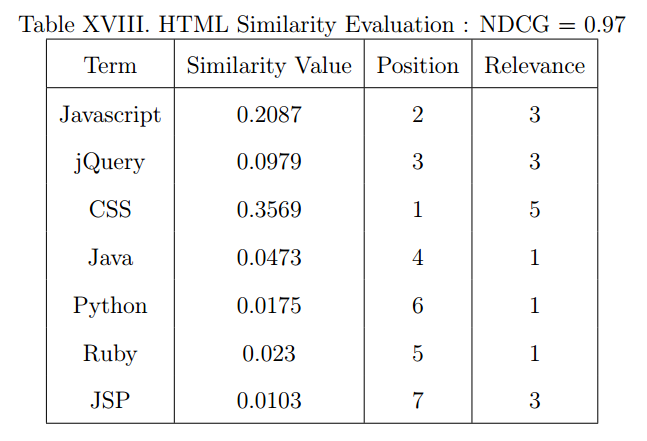 Table XVIII. HTML Similarity Evaluation : NDCG = 0.97
Term Similarity Value Position Relevance
Javascript 0.2087 2 3
jQuery 0.0979 3 3
CSS 0.3569 1 5
Java 0.0473 4 1
Python 0.0175 6 1
Ruby 0.023 5 1
JSP 0.0103 7 3